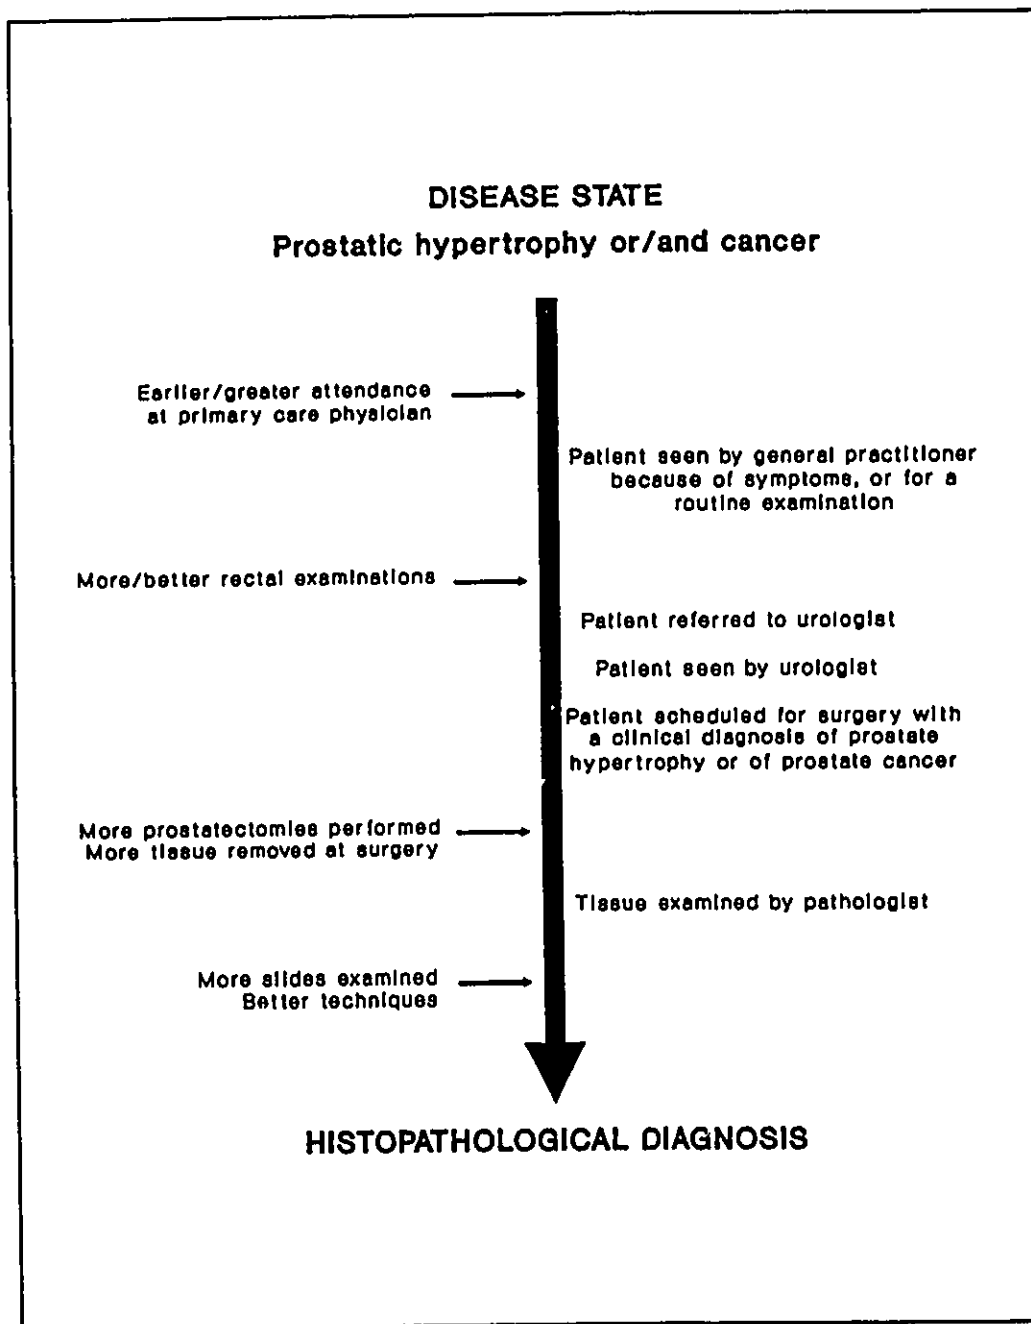 DISEASE STATE
Prostatic hypertrophy or/and cancer
Earlier/greater attendance
at primary care physician
Patient seen by general practitioner
because of symptoms, or for a
routine examination
More/better rectal examinations
Patient referred to urologist
Patient seen by urologist
Patient scheduled for surgery with
a clinical diagnosis of prostate
hypertrophy or of prostate cancer
More prostatectomies performed
More tissue removed at surgery
Tissue examined by pathologist
More slides examined
Better techniques
HISTOPATHOLOGICAL DIAGNOSIS